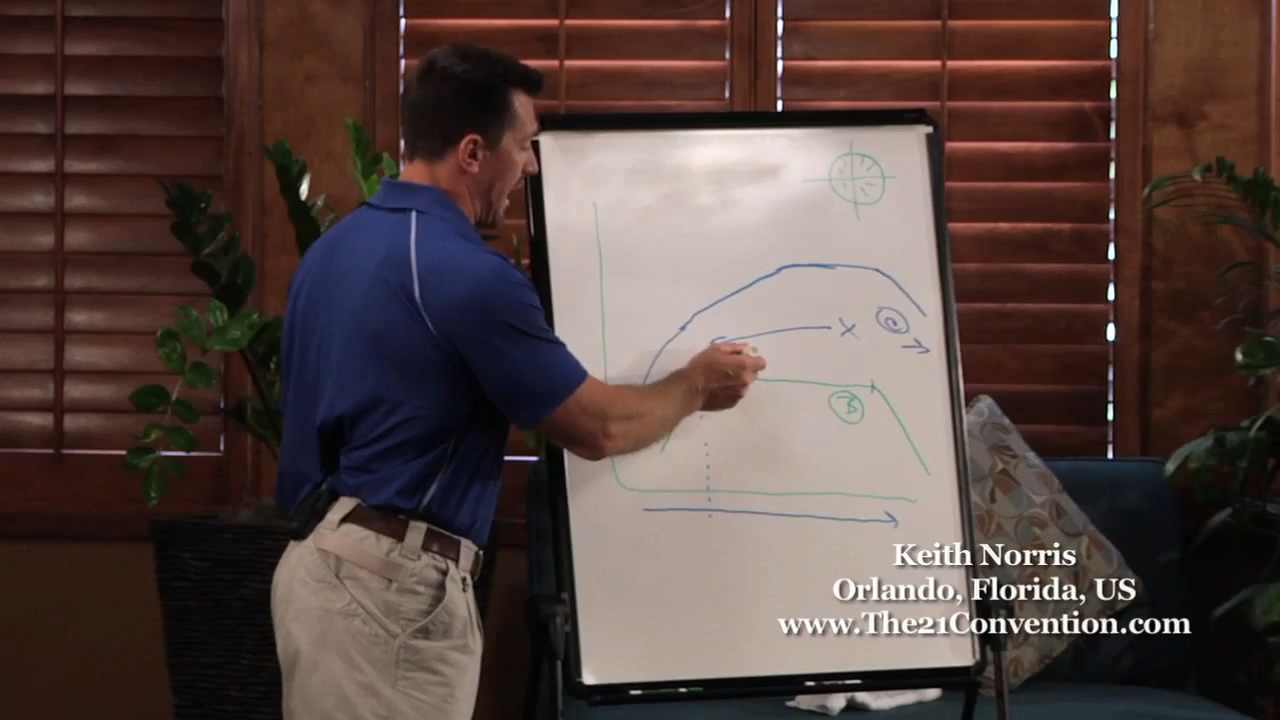 X
B
Keith Norris
Orlando, Florida, US
www.The21Convention.com